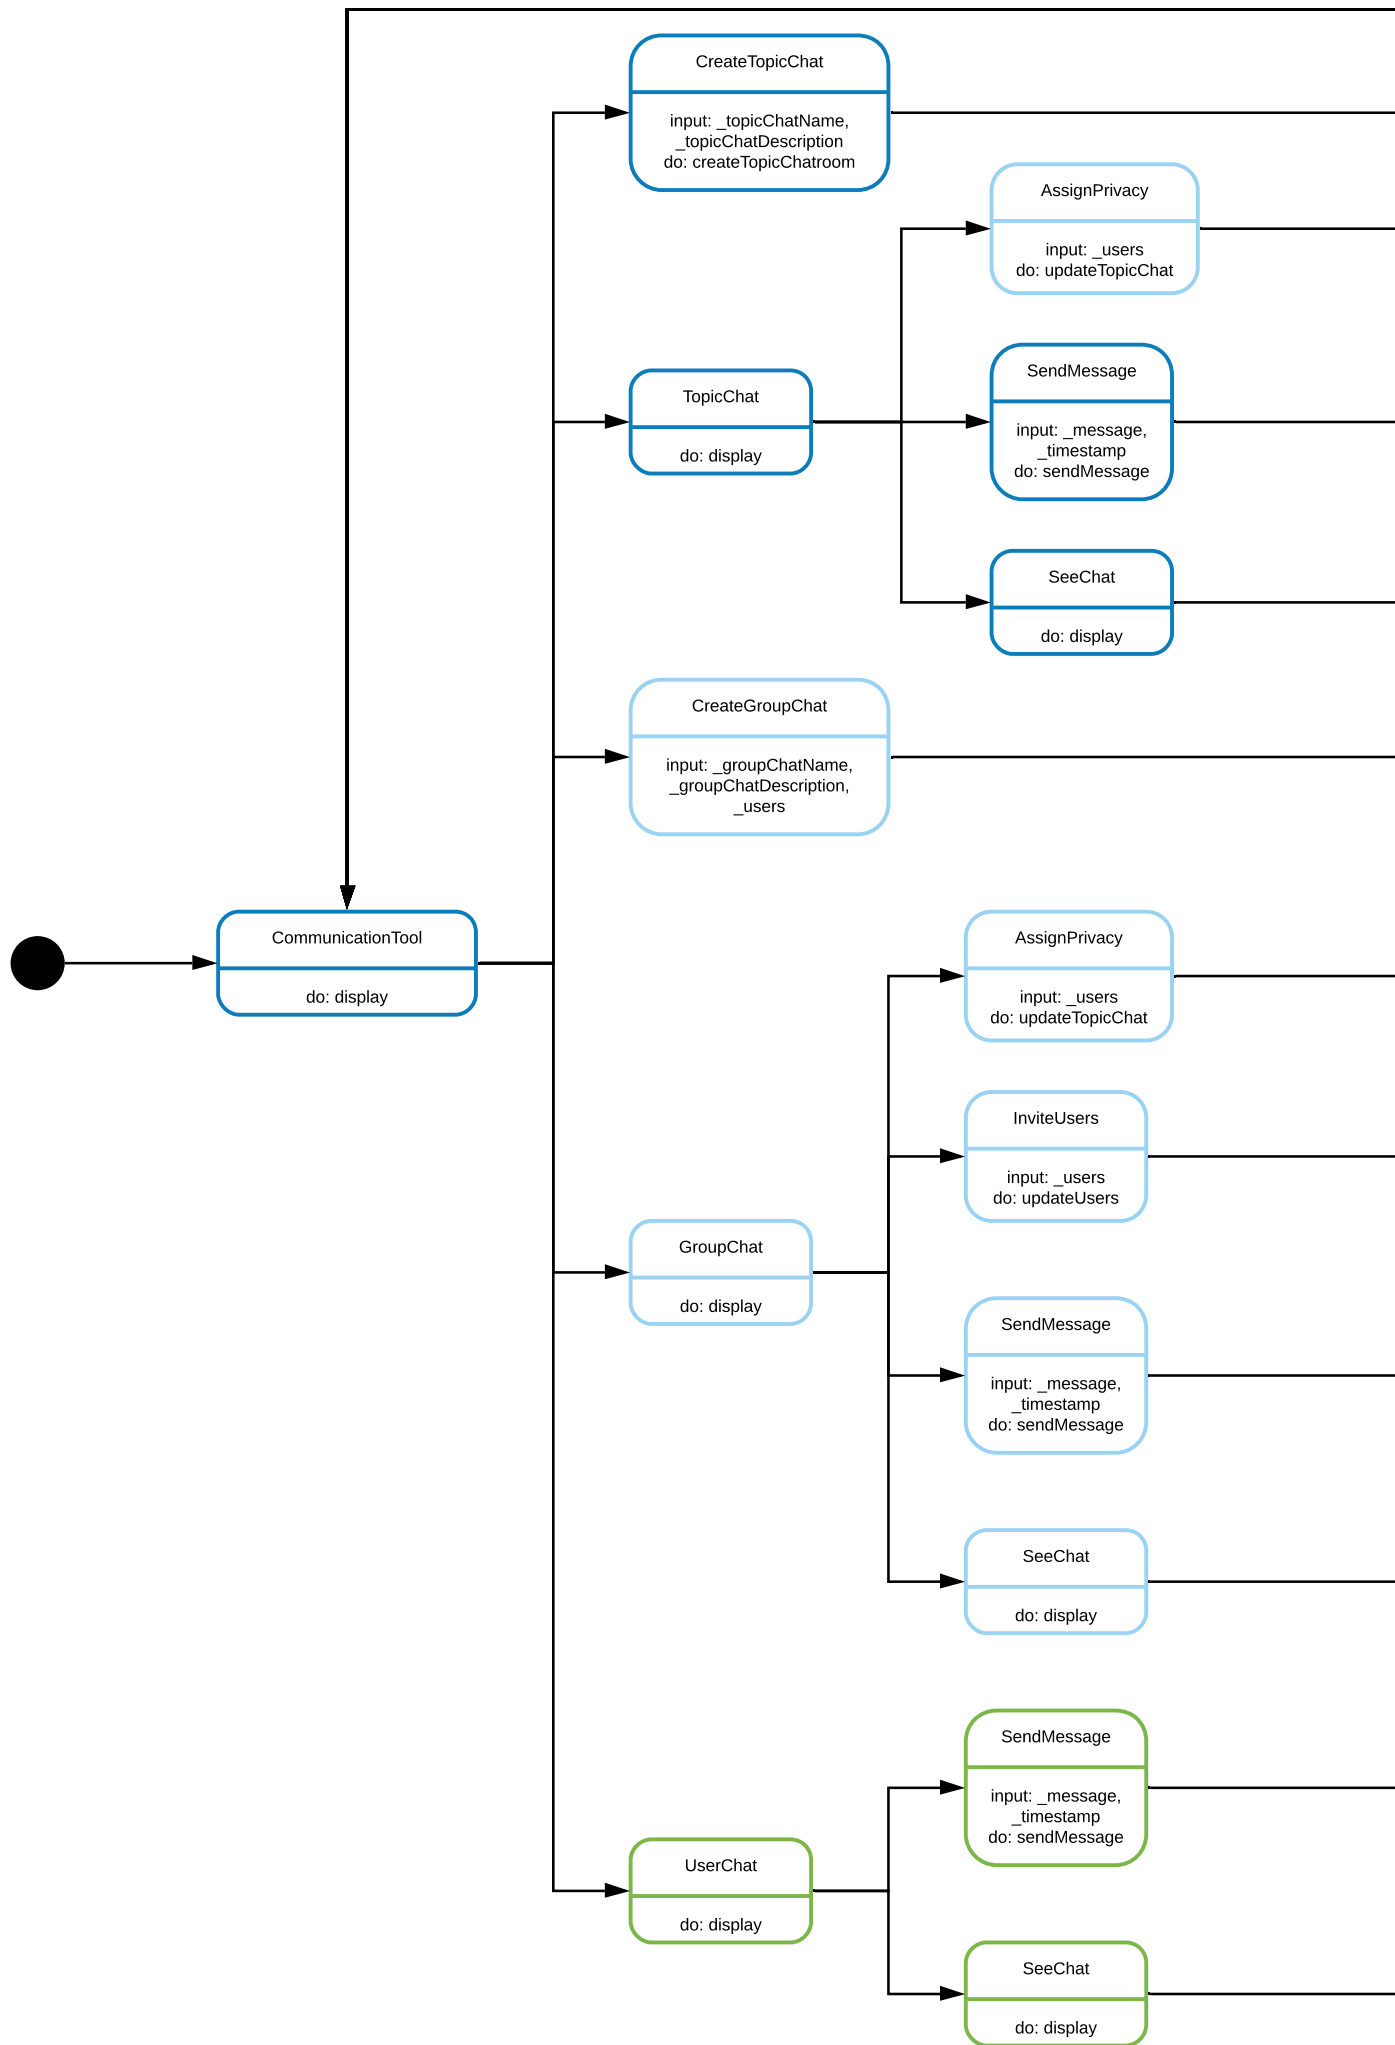 CreateTopicChat
input: _topicChatName,
_topicChatDescription
do: createTopicChatroom
AssignPrivacy
input: _users
do: updateTopicChat
TopicChat
do: display
SendMessage
input: _message,
_timestamp
do: sendMessage
SeeChat
do: display
CreateGroupChat
input: _groupChatName,
_groupChatDescription,
_users
CommunicationTool
do: display
AssignPrivacy
input: _users
do: updateTopicChat
InviteUsers
input: _users
do: updateUsers
GroupChat
do: display
SendMessage
input: _message,
_timestamp
do: sendMessage
SeeChat
do: display
SendMessage
input: _message,
_timestamp
do: sendMessage
UserChat
do: display
SeeChat
do: display